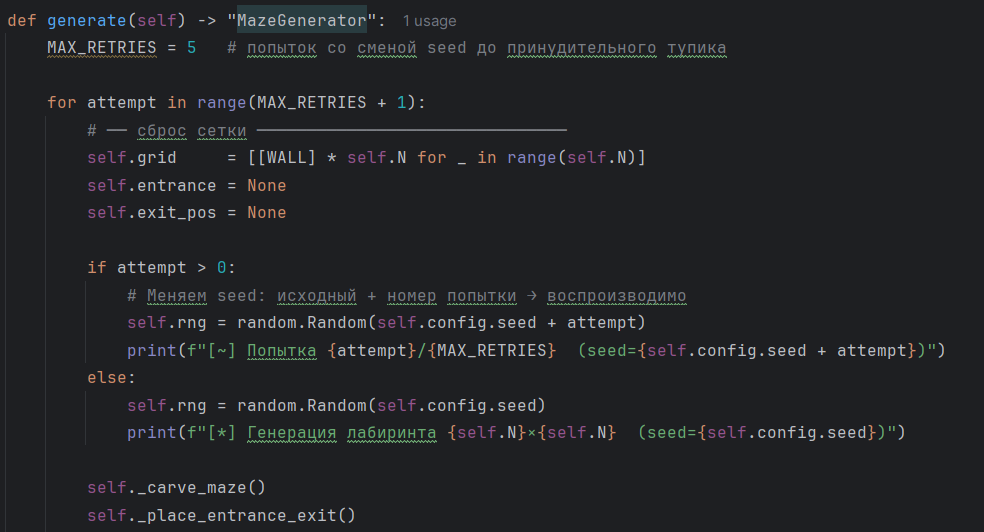 def generate(self) -> "MazeGenerator": 1 usage
    MAX_RETRIES = 5   # попыток со сменой seed до принудительного тупика

    for attempt in range(MAX_RETRIES + 1):
        # —— сброс сетки ———————————————————————————————
        self.grid     = [[WALL] * self.N for _ in range(self.N)]
        self.entrance = None
        self.exit_pos = None

        if attempt > 0:
            # Меняем seed: исходный + номер попытки → воспроизводимо
            self.rng = random.Random(self.config.seed + attempt)
            print(f"[~] Попытка {attempt}/{MAX_RETRIES}  (seed={self.config.seed + attempt})")
        else:
            self.rng = random.Random(self.config.seed)
            print(f"[*] Генерация лабиринта {self.N}×{self.N}  (seed={self.config.seed})")

        self._carve_maze()
        self._place_entrance_exit()